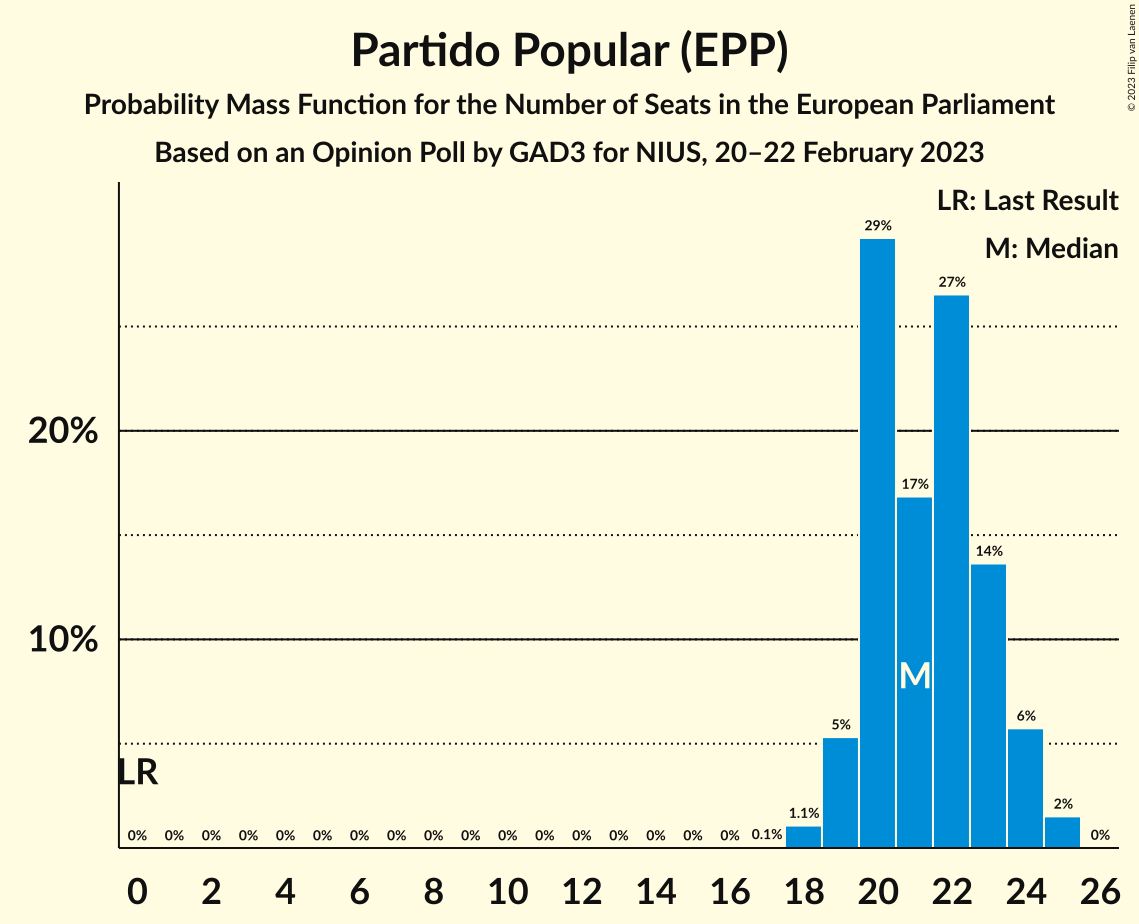 © 2023 Filip van Laenen
Partido Popular (EPP)
Probability Mass Function for the Number of Seats in the European Parliament
Based on an Opinion Poll by GAD3 for NIUS, 20–22 February 2023
LR: Last Result
M: Median
29%
27%
20%
17%
14%
10%
M
6%
5%
LR
2%
1.1%
0% 0% 0% 0% 0% 0% 0% 0% 0% 0% 0% 0% 0% 0% 0% 0% 0% 0.1% 0%
0 2 4 6 8 10 12 14 16 18 20 22 24 26